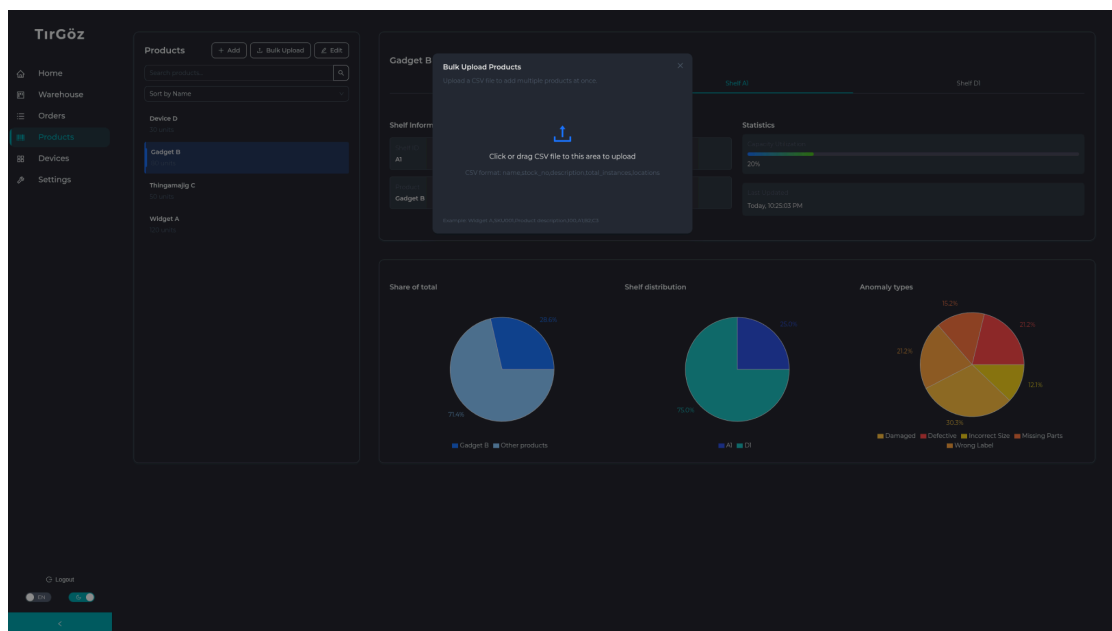 TırGöz
Home
Warehouse
Orders
Products
Devices
Settings
Logout
EN
Products
+ Add
Bulk Upload
Edit
Search products...
Sort by Name
Device D
Gadget B
Thingamajig C
Widget A
Gadget B
Shelf A1
Shelf D1
Shelf Inform
A1
Gadget B
Statistics
20%
Today, 10:25:03 PM
Bulk Upload Products
Upload a CSV file to add multiple products at once
Click or drag CSV file to this area to upload
Share of total
28.6%
71.4%
Gadget B Other products
Shelf distribution
25.0%
75.0%
A1 D1
Anomaly types
15.2%
21.2%
21.2%
12.1%
30.3%
Damaged Defective Incorrect Size Missing Parts
Wrong Label